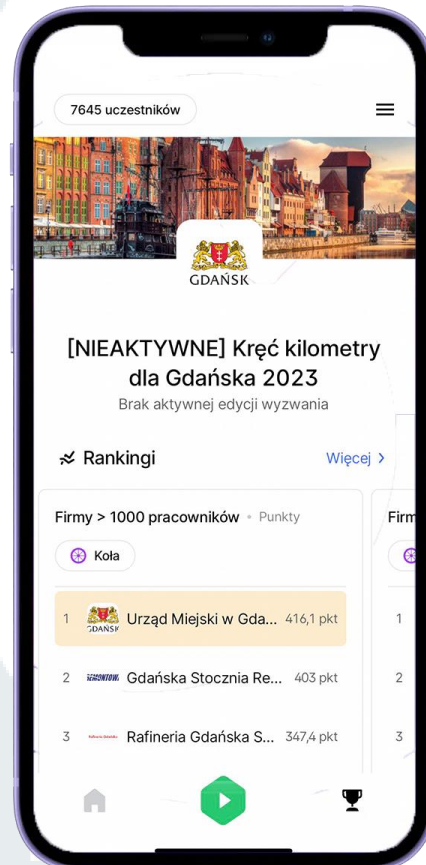 7645 uczestników
GDAŃSK
[NIEAKTYWNE] Kręć kilometry
dla Gdańska 2023
Brak aktywnej edycji wyzwania
Rankingi
Więcej >
Firmy > 1000 pracowników • Punkty
Firm
Koła
1 GDAŃSK Urząd Miejski w Gda... 416,1 pkt
1
2 Gdańska Stocznia Re... 403 pkt
2
3 Rafineria Gdańska S... 347,4 pkt
3